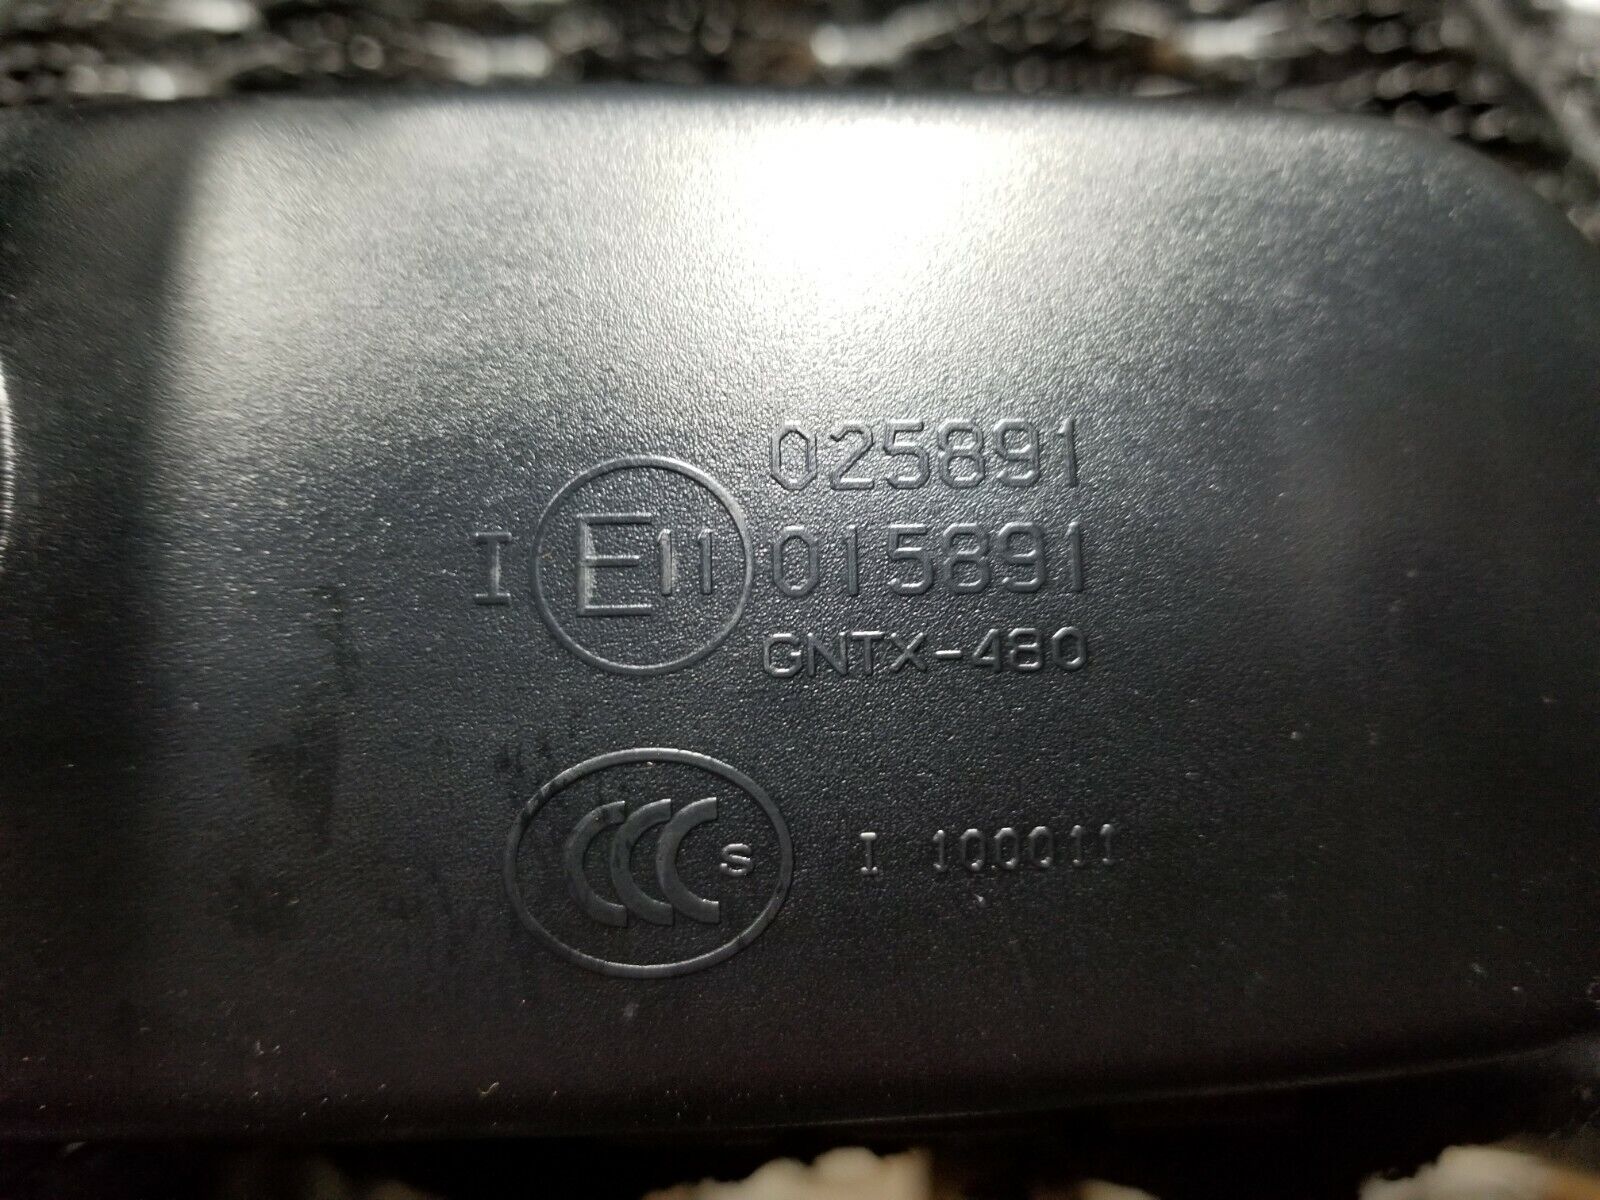 025891
I E11 015891
GNTX-480
CCC S I 100011